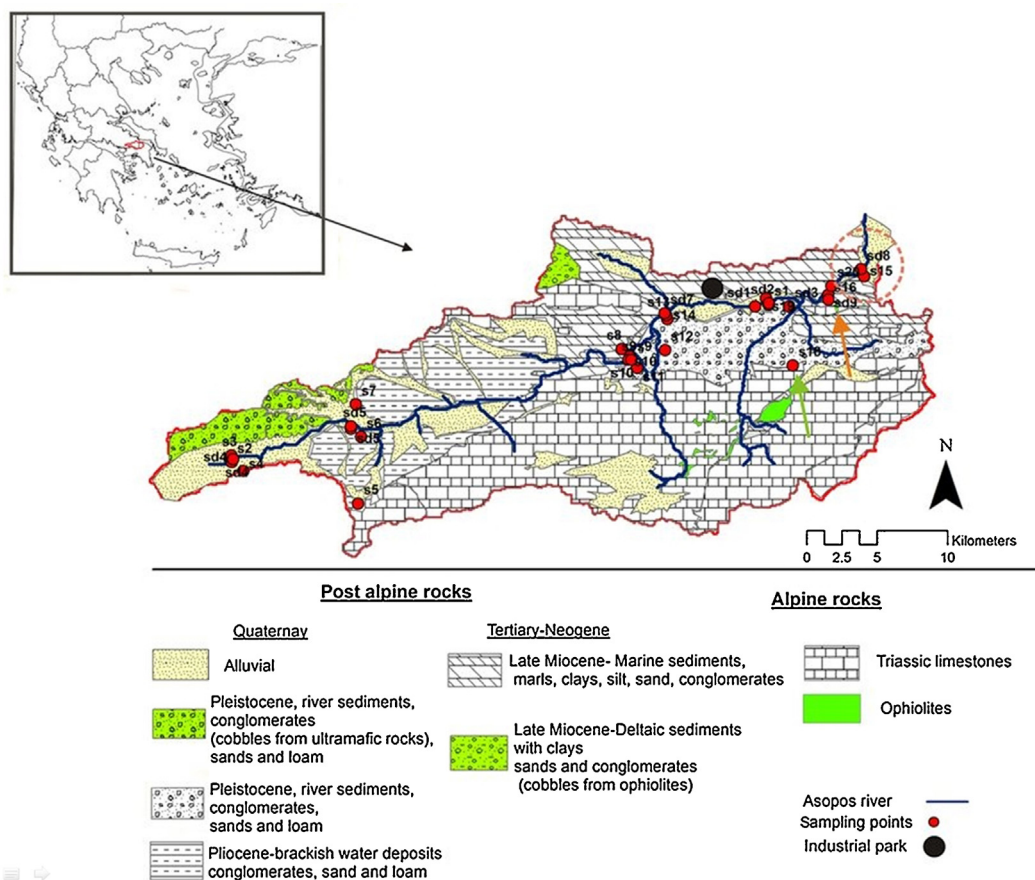 sd8
s20
s15
s16
sd9
sd1
sd2
s1
sd3
s13
sd7
s14
s12
s8
s9
s10
s11
s18
s7
sd5
s6
s3
s2
sd4
s4
s5
N
Kilometers
0 2.5 5 10
Post alpine rocks
Alpine rocks
Quaternay
Tertiary-Neogene
Alluvial
Late Miocene- Marine sediments,
marls, clays, silt, sand, conglomerates
Triassic limestones
Pleistocene, river sediments,
conglomerates
(cobbles from ultramafic rocks),
sands and loam
Ophiolites
Late Miocene-Deltaic sediments
with clays
sands and conglomerates
(cobbles from ophiolites)
Pleistocene, river sediments,
conglomerates,
sands and loam
Asopos river
Sampling points
Industrial park
Pliocene-brackish water deposits
conglomerates, sand and loam